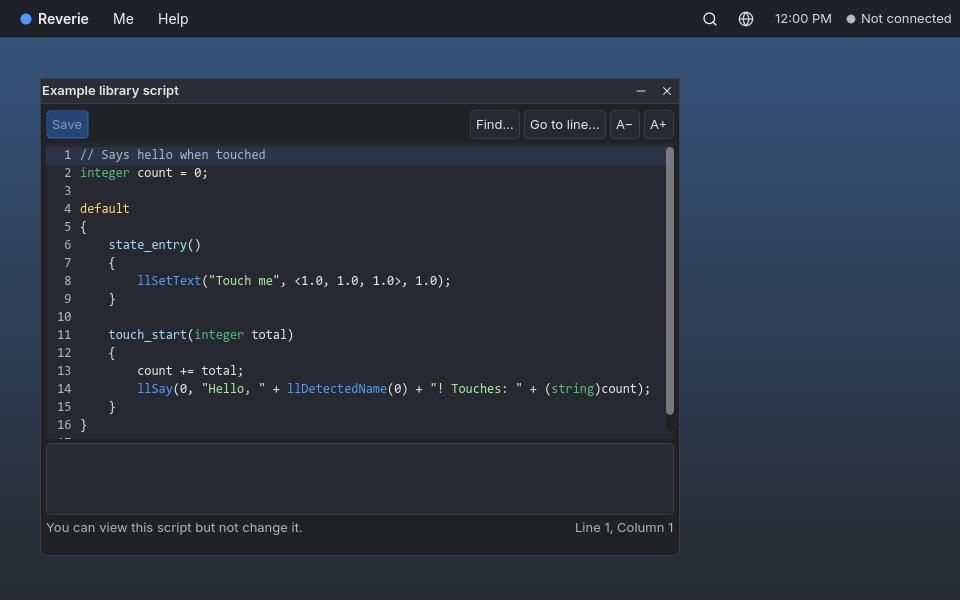 Reverie Me Help 12:00 PM Not connected
Example library script
Save Find... Go to line... A− A+
1 // Says hello when touched
2 integer count = 0;
3
4 default
5 {
6     state_entry()
7     {
8         llSetText("Touch me", <1.0, 1.0, 1.0>, 1.0);
9     }
10
11     touch_start(integer total)
12     {
13         count += total;
14         llSay(0, "Hello, " + llDetectedName(0) + "! Touches: " + (string)count);
15     }
16 }
You can view this script but not change it. Line 1, Column 1